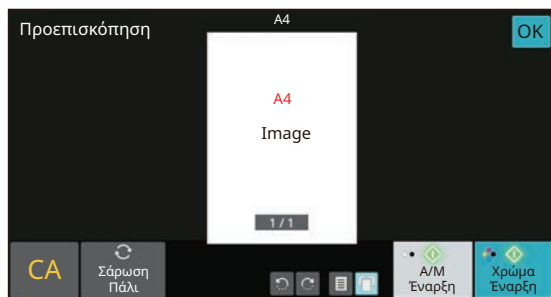 Προεπισκόπηση
A4
OK
A4
Image
1 / 1
CA
Σάρωση
Πάλι
Α/Μ
Έναρξη
Χρώμα
Έναρξη